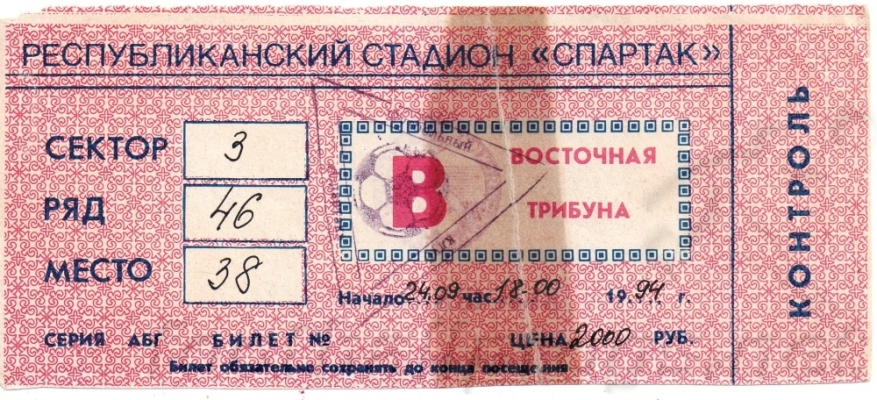 РЕСПУБЛИКАНСКИЙ СТАДИОН «СПАРТАК»
СЕКТОР 3
РЯД 46
МЕСТО 38
В ВОСТОЧНАЯ
ТРИБУНА
Начало 24.09 час. 18-00 1994 г.
СЕРИЯ АБГ БИЛЕТ № ЦЕНА 2000 РУБ.
Билет обязательно сохранять до конца посещения
КОНТРОЛЬ